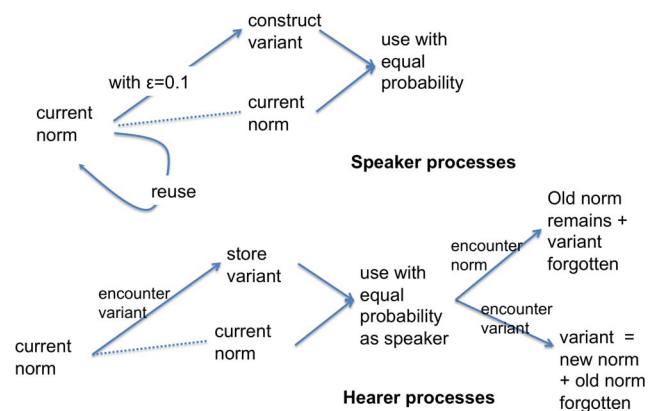 construct
variant
use with
equal
probability
with ε=0.1
current
norm
current
norm
Speaker processes
reuse
Old norm
remains +
variant
forgotten
encounter
norm
store
variant
use with
equal
probability
as speaker
encounter
variant
encounter
variant
current
norm
current
norm
variant =
new norm
+ old norm
forgotten
Hearer processes